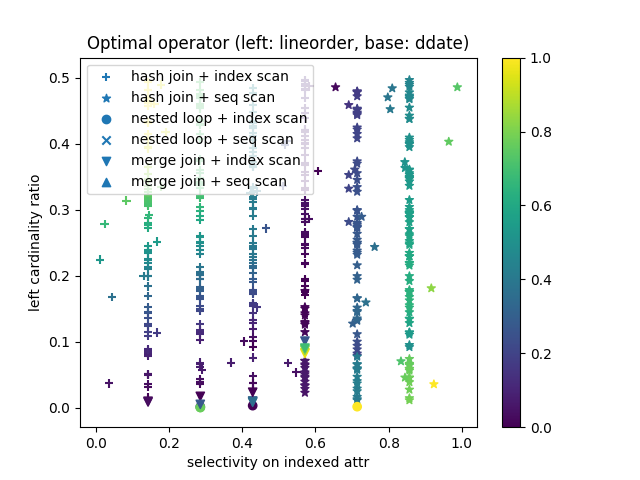 Optimal operator (left: lineorder, base: ddate)
hash join + index scan
hash join + seq scan
nested loop + index scan
nested loop + seq scan
merge join + index scan
merge join + seq scan
left cardinality ratio
0.5
0.4
0.3
0.2
0.1
0.0
0.0 0.2 0.4 0.6 0.8 1.0
selectivity on indexed attr
1.0
0.8
0.6
0.4
0.2
0.0